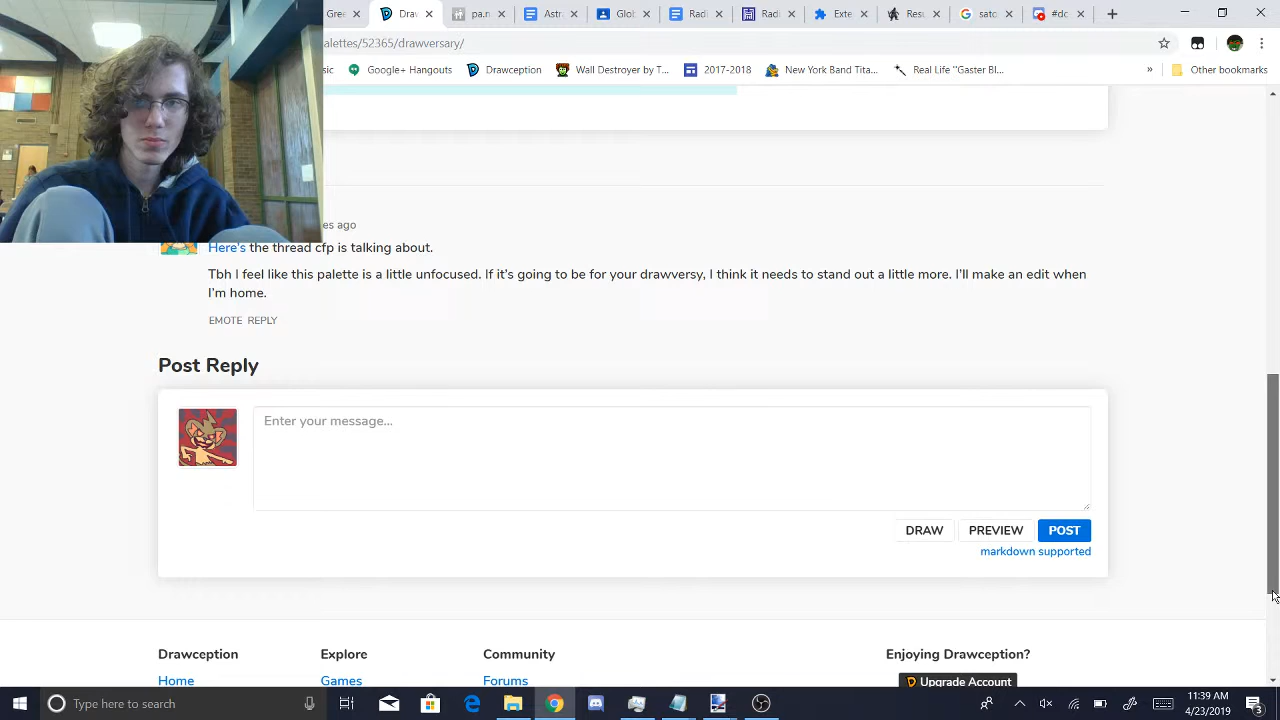 Gre
Drav
pa
Astr
Glob
Radi
Radi
Exte
Re
satc
#dc
alettes/52365/drawversary/
sic
Google+ Hangouts
Drawception
Wall Destroyer by T...
2017-2018
New York Band Trita...
Real Life "Gaster Bl...
»
Other bookmarks
es ago
Here's the thread cfp is talking about.
Tbh I feel like this palette is a little unfocused. If it's going to be for your drawversy, I think it needs to stand out a little more. I'll make an edit when
I'm home.
EMOTE REPLY
Post Reply
Enter your message...
DRAW PREVIEW POST
markdown supported
Drawception Explore Community Enjoying Drawception?
Home Games Forums Upgrade Account
Type here to search
11:39 AM
4/23/2019
3